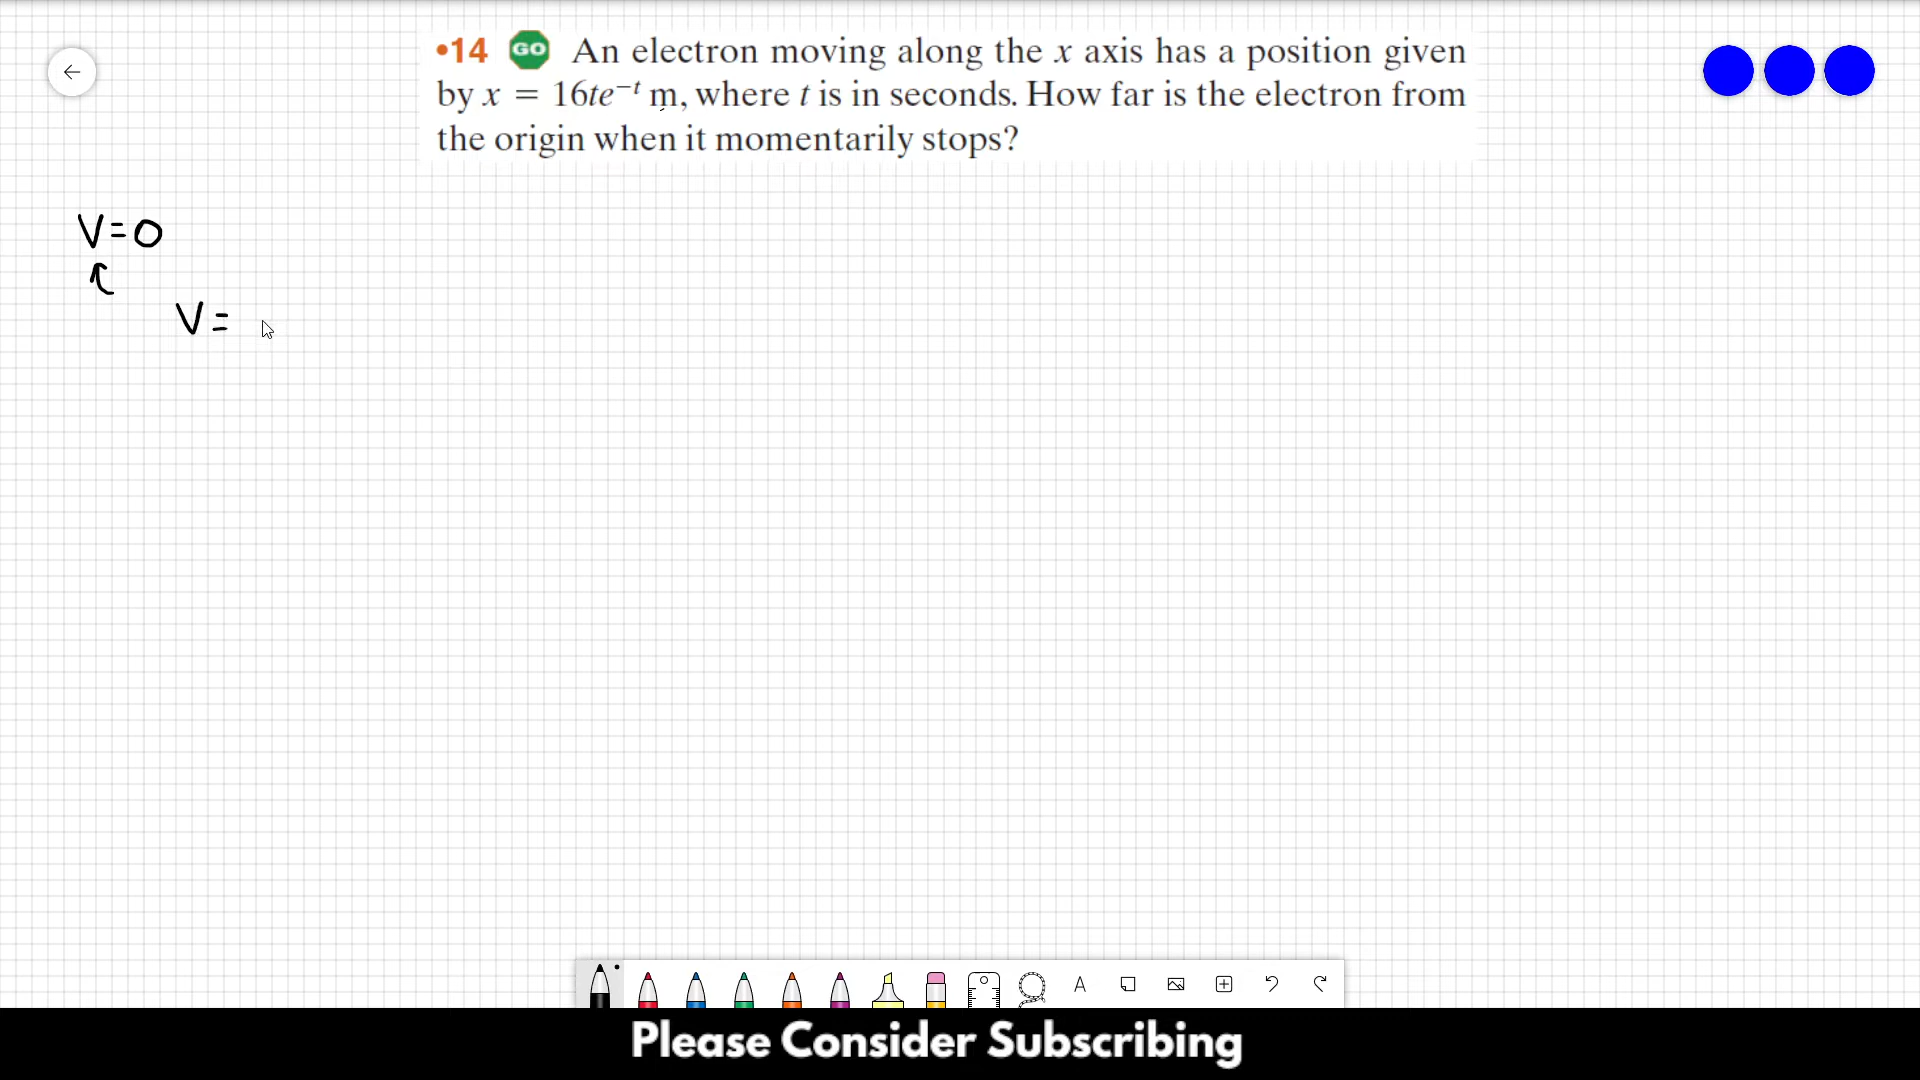 •14 GO An electron moving along the x axis has a position given
by x = 16te⁻ᵗ m, where t is in seconds. How far is the electron from
the origin when it momentarily stops?
V=0
V=
A
Please Consider Subscribing